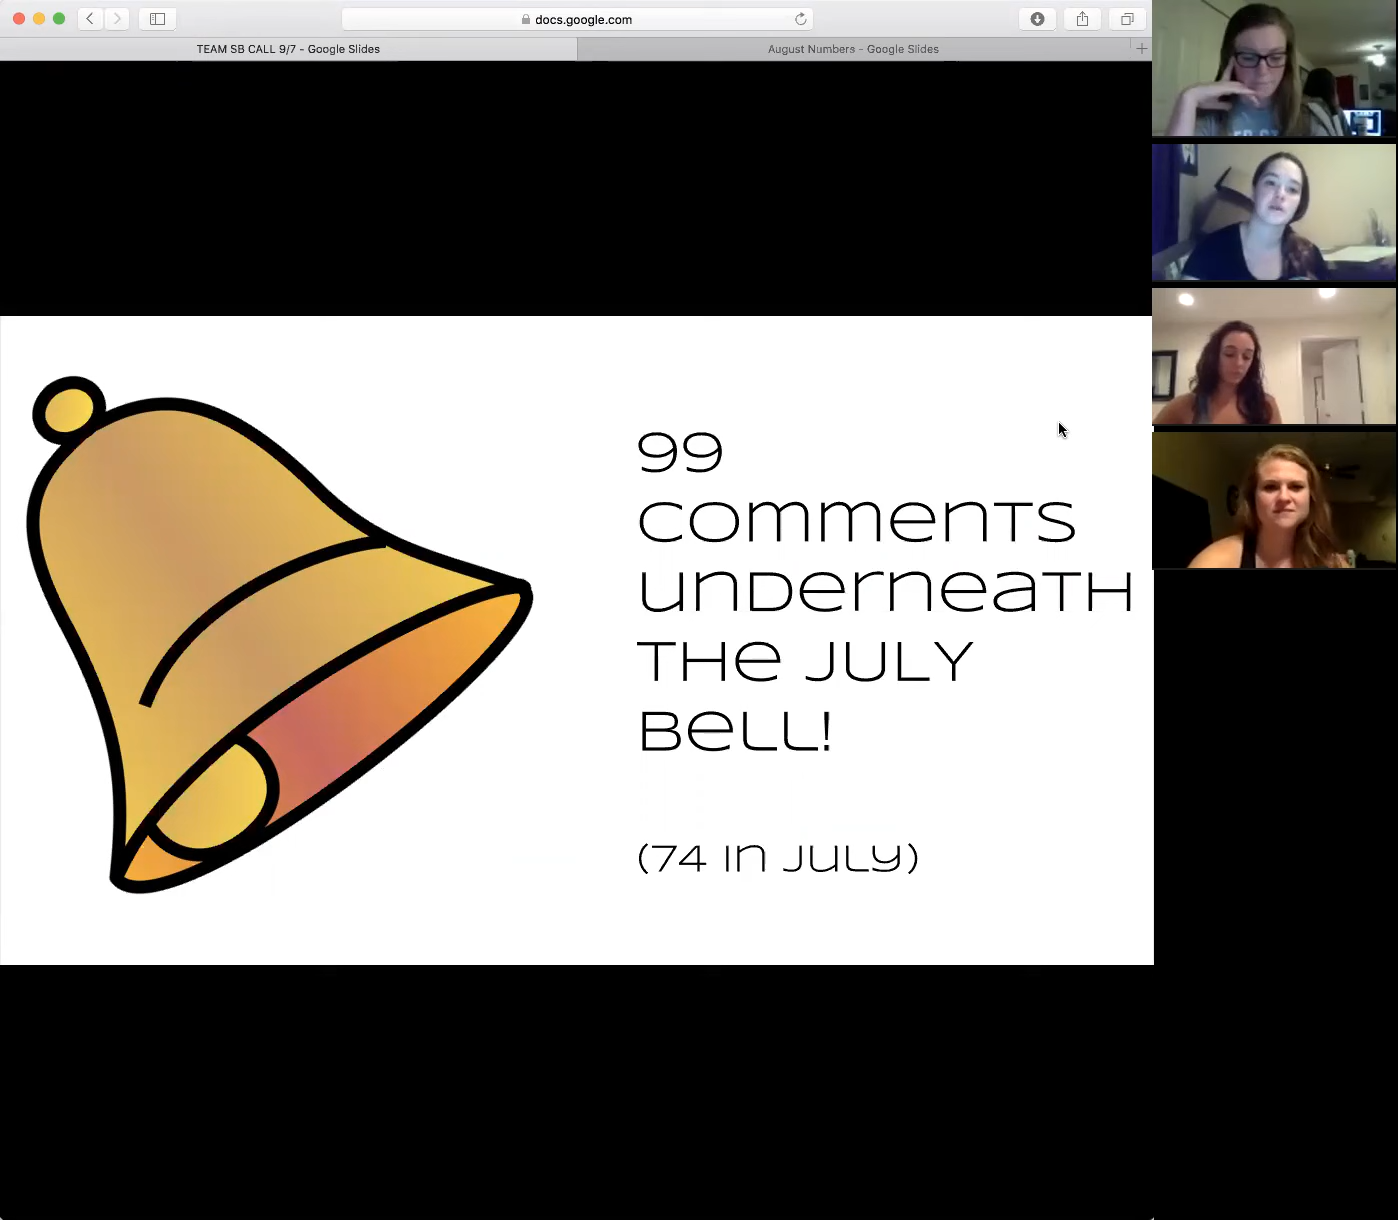 docs.google.com
TEAM SB CALL 9/7 - Google Slides
August Numbers - Google Slides
99
comments
underneath
the July
Bell!
(74 in July)